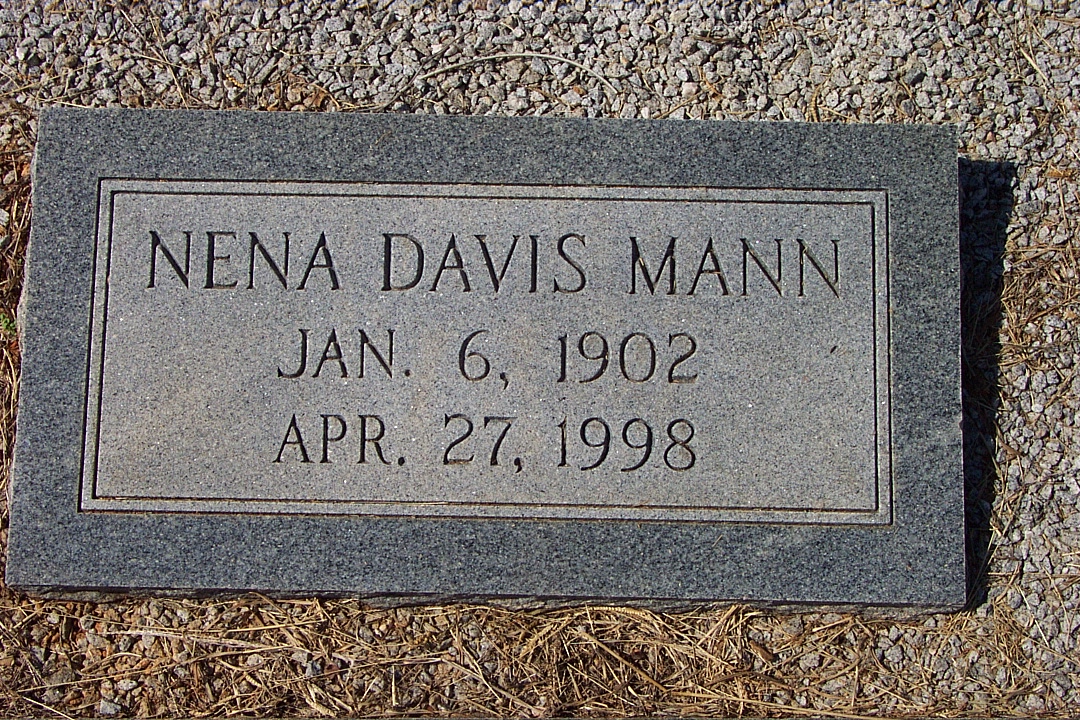 NENA DAVIS MANN
JAN. 6, 1902
APR. 27, 1998